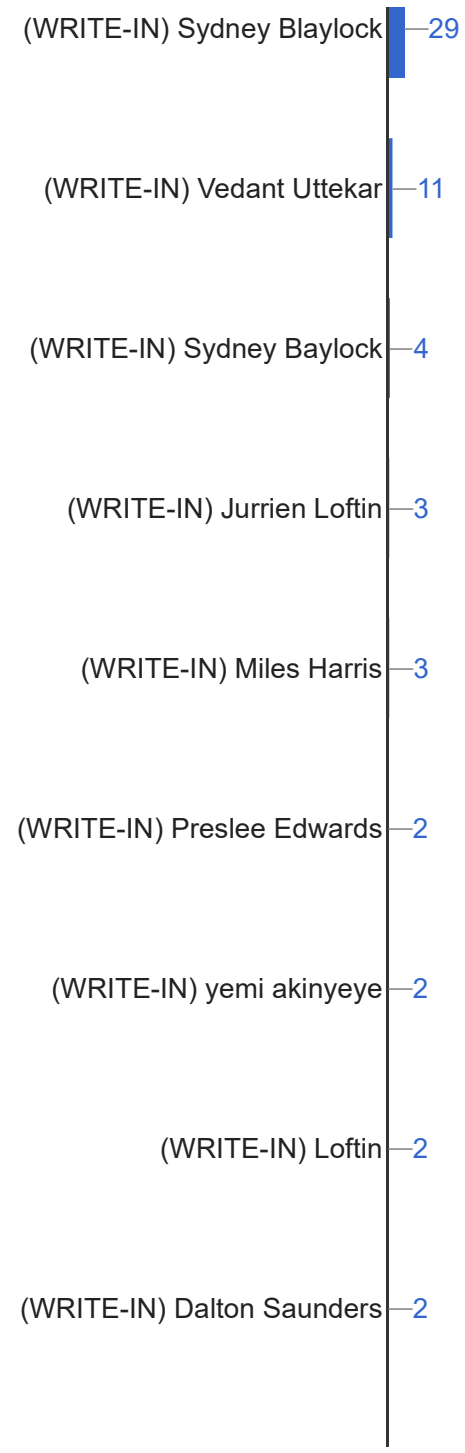 (WRITE-IN) Sydney Blaylock 29
(WRITE-IN) Vedant Uttekar 11
(WRITE-IN) Sydney Baylock 4
(WRITE-IN) Jurrien Loftin 3
(WRITE-IN) Miles Harris 3
(WRITE-IN) Preslee Edwards 2
(WRITE-IN) yemi akinyeye 2
(WRITE-IN) Loftin 2
(WRITE-IN) Dalton Saunders 2